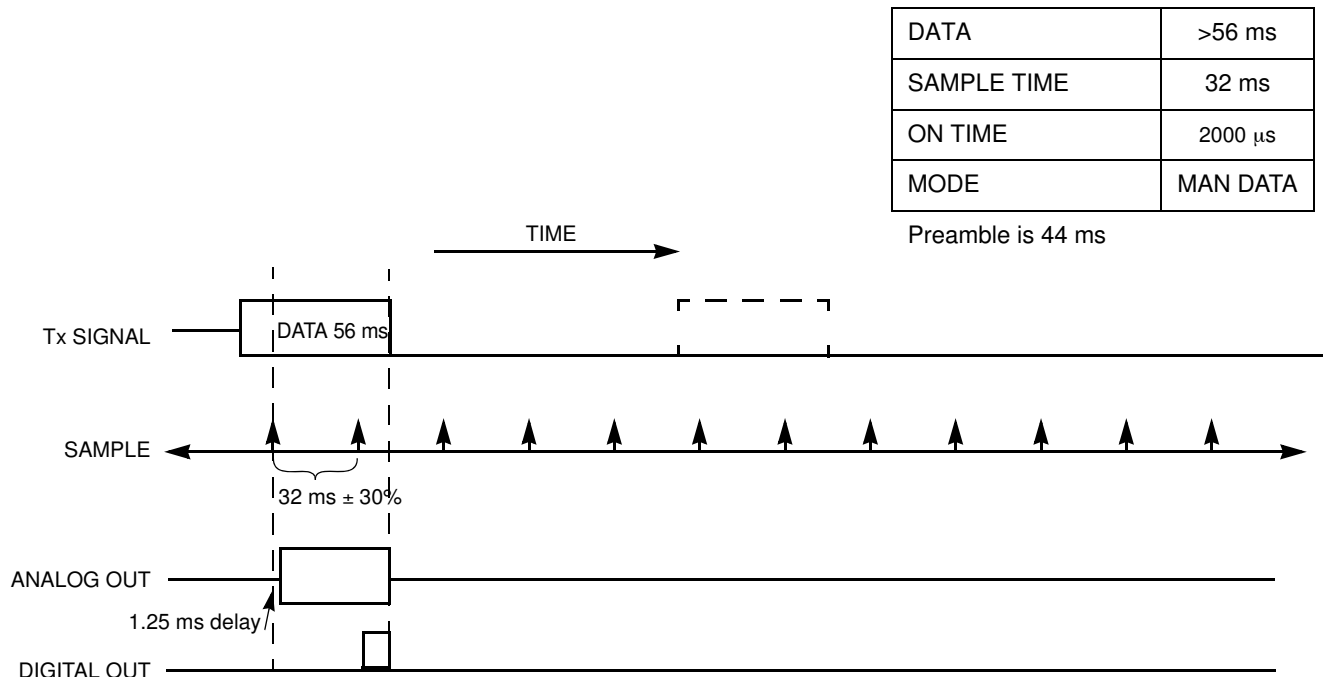 DATA >56 ms
SAMPLE TIME 32 ms
ON TIME 2000 μs
MODE MAN DATA
Preamble is 44 ms
TIME
Tx SIGNAL
DATA 56 ms
SAMPLE
32 ms ± 30%
ANALOG OUT
1.25 ms delay
DIGITAL OUT